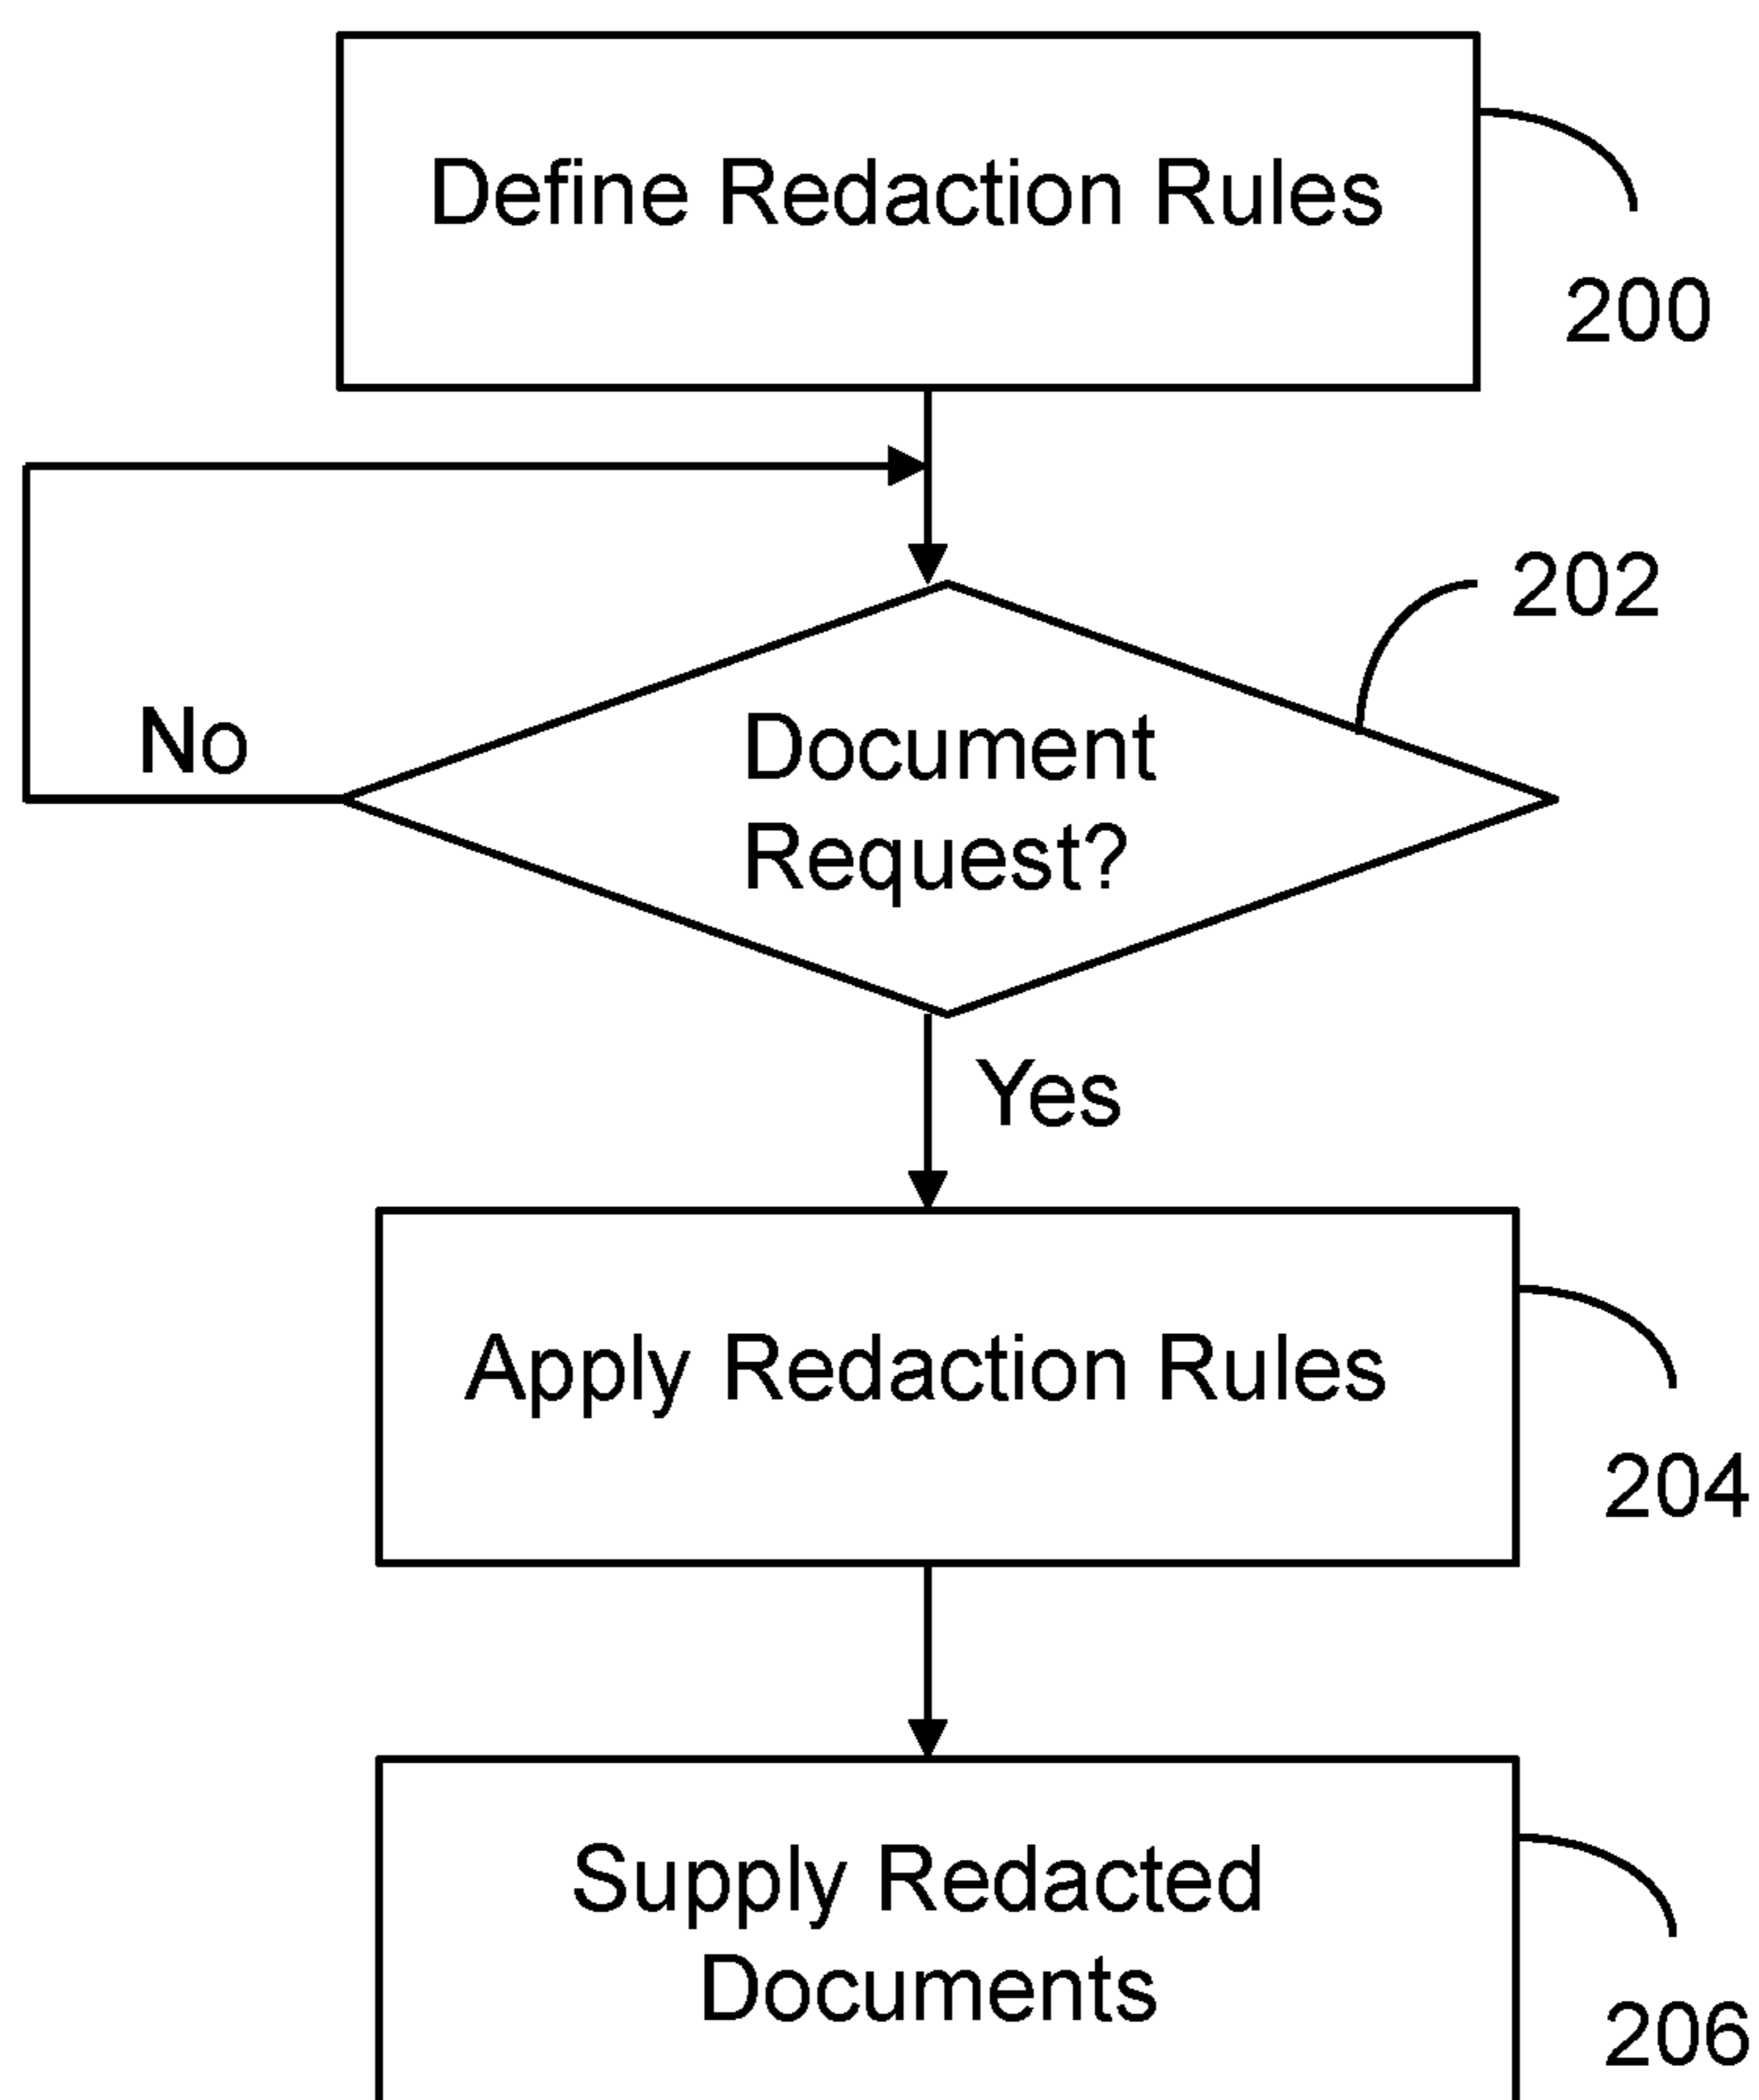 Define Redaction Rules
200
202
No
Document
Request?
Yes
Apply Redaction Rules
204
Supply Redacted
Documents
206